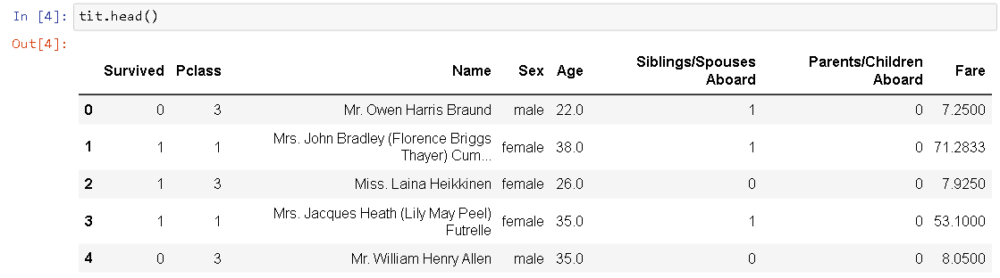 In [4]: tit.head()
Out[4]:
Survived Pclass Name Sex Age Siblings/Spouses Aboard Parents/Children Aboard Fare
0 0 3 Mr. Owen Harris Braund male 22.0 1 0 7.2500
1 1 1 Mrs. John Bradley (Florence Briggs Thayer) Cum... female 38.0 1 0 71.2833
2 1 3 Miss. Laina Heikkinen female 26.0 0 0 7.9250
3 1 1 Mrs. Jacques Heath (Lily May Peel) Futrelle female 35.0 1 0 53.1000
4 0 3 Mr. William Henry Allen male 35.0 0 0 8.0500